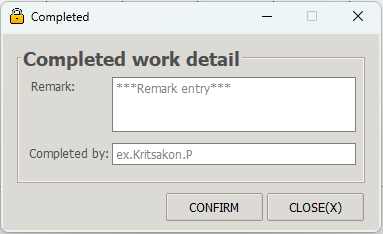 Completed
Completed work detail
Remark:
***Remark entry***
Completed by:
ex.Kritsakon.P
CONFIRM
CLOSE(X)